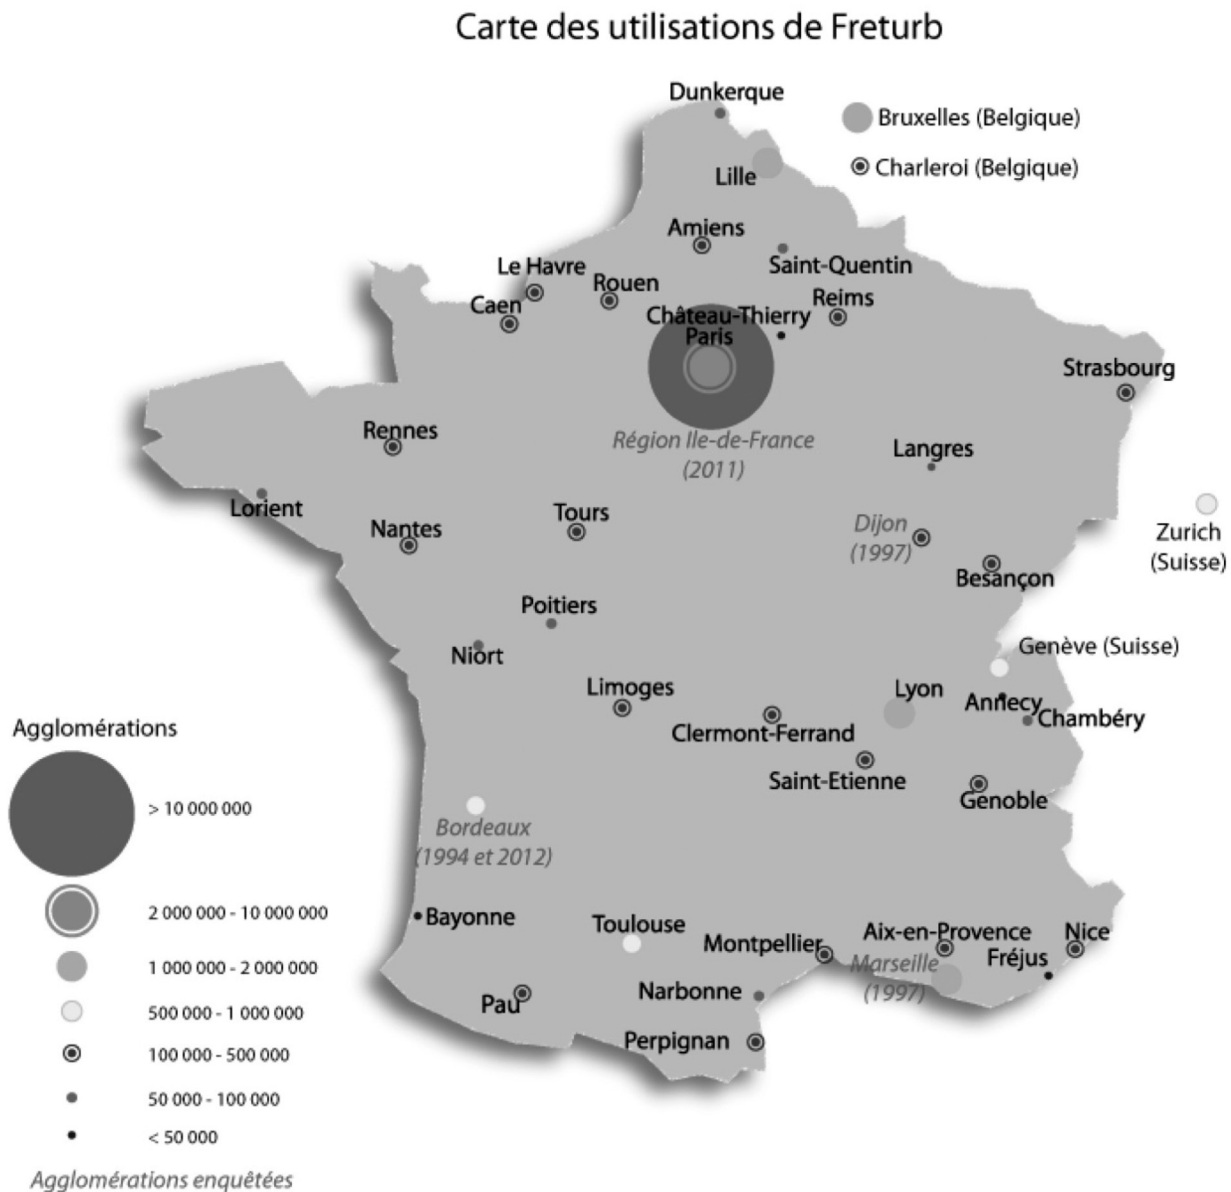 Carte des utilisations de Freturb
Dunkerque
Bruxelles (Belgique)
Charleroi (Belgique)
Lille
Amiens
Saint-Quentin
Le Havre
Rouen
Reims
Caen
Château-Thierry
Paris
Strasbourg
Région Ile-de-France
(2011)
Rennes
Langres
Lorient
Nantes
Tours
Dijon
(1997)
Zurich
(Suisse)
Besançon
Poitiers
Niort
Genève (Suisse)
Limoges
Lyon
Annecy
Chambéry
Clermont-Ferrand
Saint-Etienne
Genoble
Bordeaux
(1994 et 2012)
Bayonne
Toulouse
Montpellier
Aix-en-Provence
Nice
Marseille
(1997)
Fréjus
Pau
Narbonne
Perpignan
Agglomérations
> 10 000 000
2 000 000 - 10 000 000
1 000 000 - 2 000 000
500 000 - 1 000 000
100 000 - 500 000
50 000 - 100 000
< 50 000
Agglomérations enquêtées